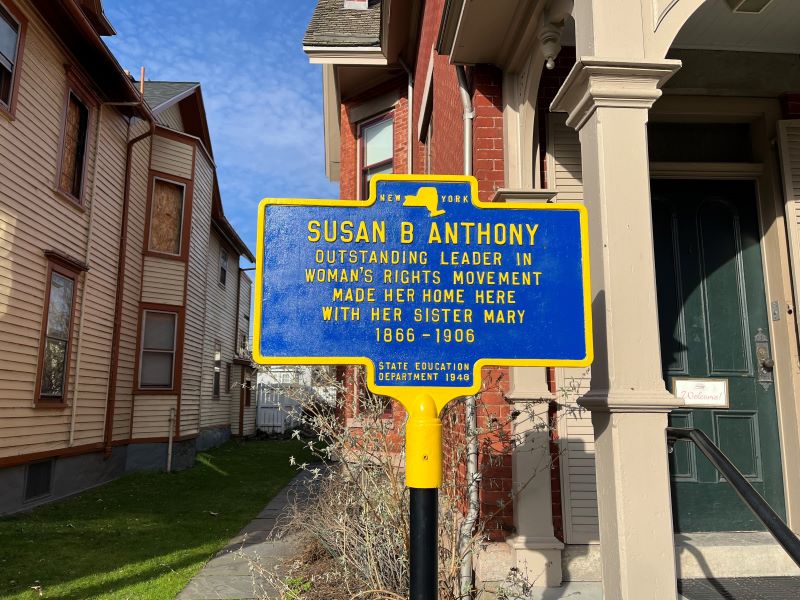 NEW YORK
SUSAN B ANTHONY
OUTSTANDING LEADER IN
WOMAN'S RIGHTS MOVEMENT
MADE HER HOME HERE
WITH HER SISTER MARY
1866 - 1906
STATE EDUCATION
DEPARTMENT 1946
Welcome!